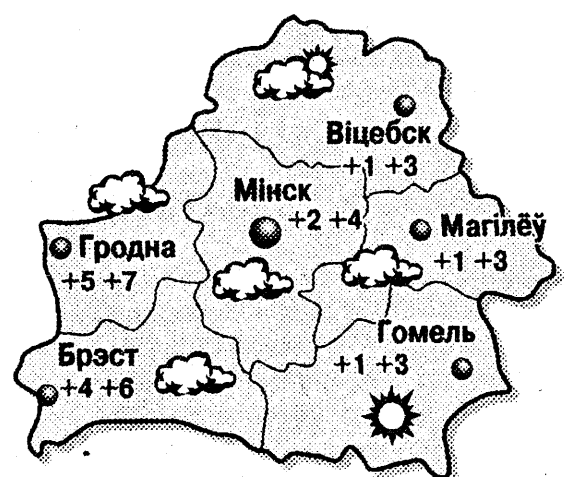 Віцебск
+1 +3
Мінск
+2 +4
Магілёў
+1 +3
Гродна
+5 +7
Гомель
+1 +3
Брэст
+4 +6